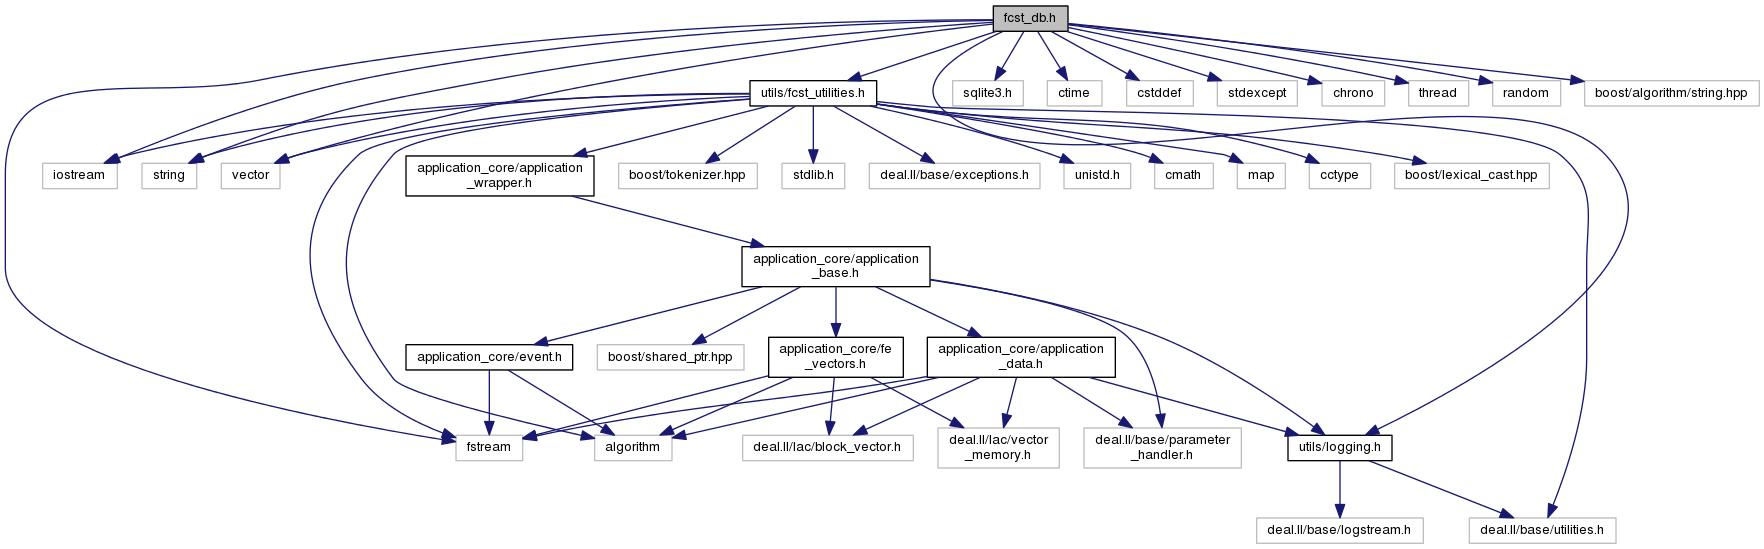 fcst_db.h
utils/fcst_utilities.h
sqlite3.h
ctime
cstddef
stdexcept
chrono
thread
random
boost/algorithm/string.hpp
iostream
string
vector
application_core/application
_wrapper.h
boost/tokenizer.hpp
stdlib.h
deal.II/base/exceptions.h
unistd.h
cmath
map
cctype
boost/lexical_cast.hpp
application_core/application
_base.h
application_core/event.h
boost/shared_ptr.hpp
application_core/fe
_vectors.h
application_core/application
_data.h
fstream
algorithm
deal.II/lac/block_vector.h
deal.II/lac/vector
_memory.h
deal.II/base/parameter
_handler.h
utils/logging.h
deal.II/base/logstream.h
deal.II/base/utilities.h